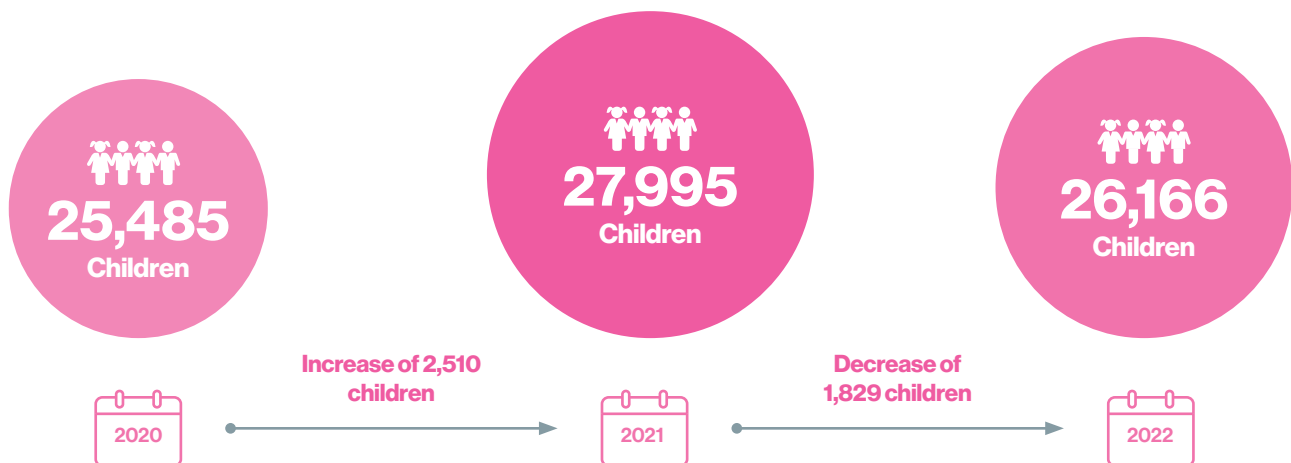 25,485
Children
27,995
Children
26,166
Children
Increase of 2,510
children
Decrease of
1,829 children
2020
2021
2022